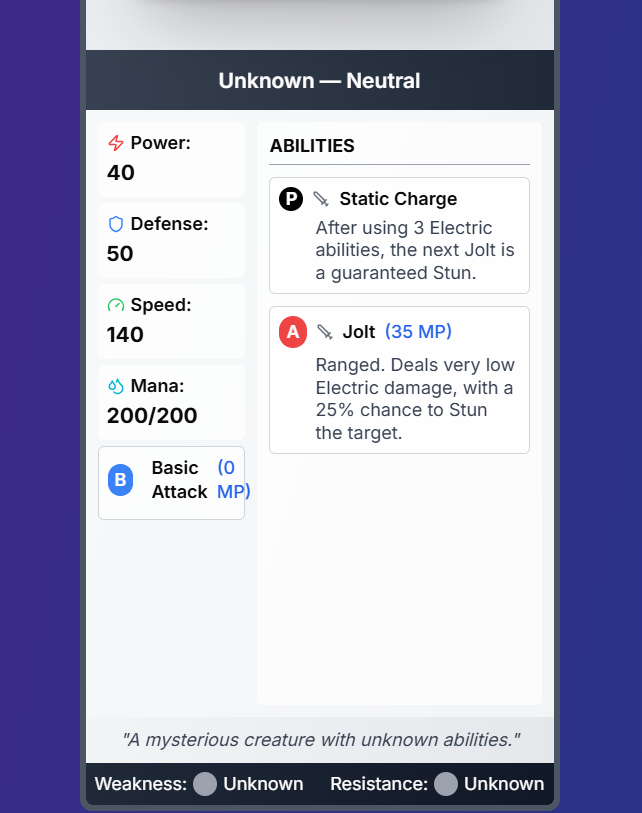 Unknown — Neutral
Power:
40
Defense:
50
Speed:
140
Mana:
200/200
B
Basic (0
Attack MP)
ABILITIES
P Static Charge
After using 3 Electric
abilities, the next Jolt is
a guaranteed Stun.
A Jolt (35 MP)
Ranged. Deals very low
Electric damage, with a
25% chance to Stun
the target.
"A mysterious creature with unknown abilities."
Weakness: Unknown Resistance: Unknown